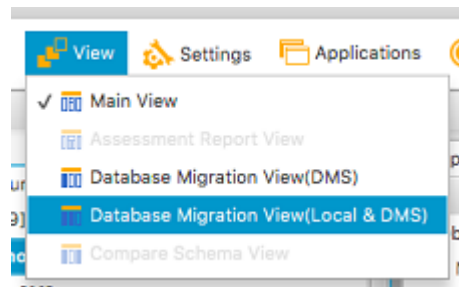 View Settings Applications
Main View
Assessment Report View
Database Migration View(DMS)
Database Migration View(Local & DMS)
Compare Schema View